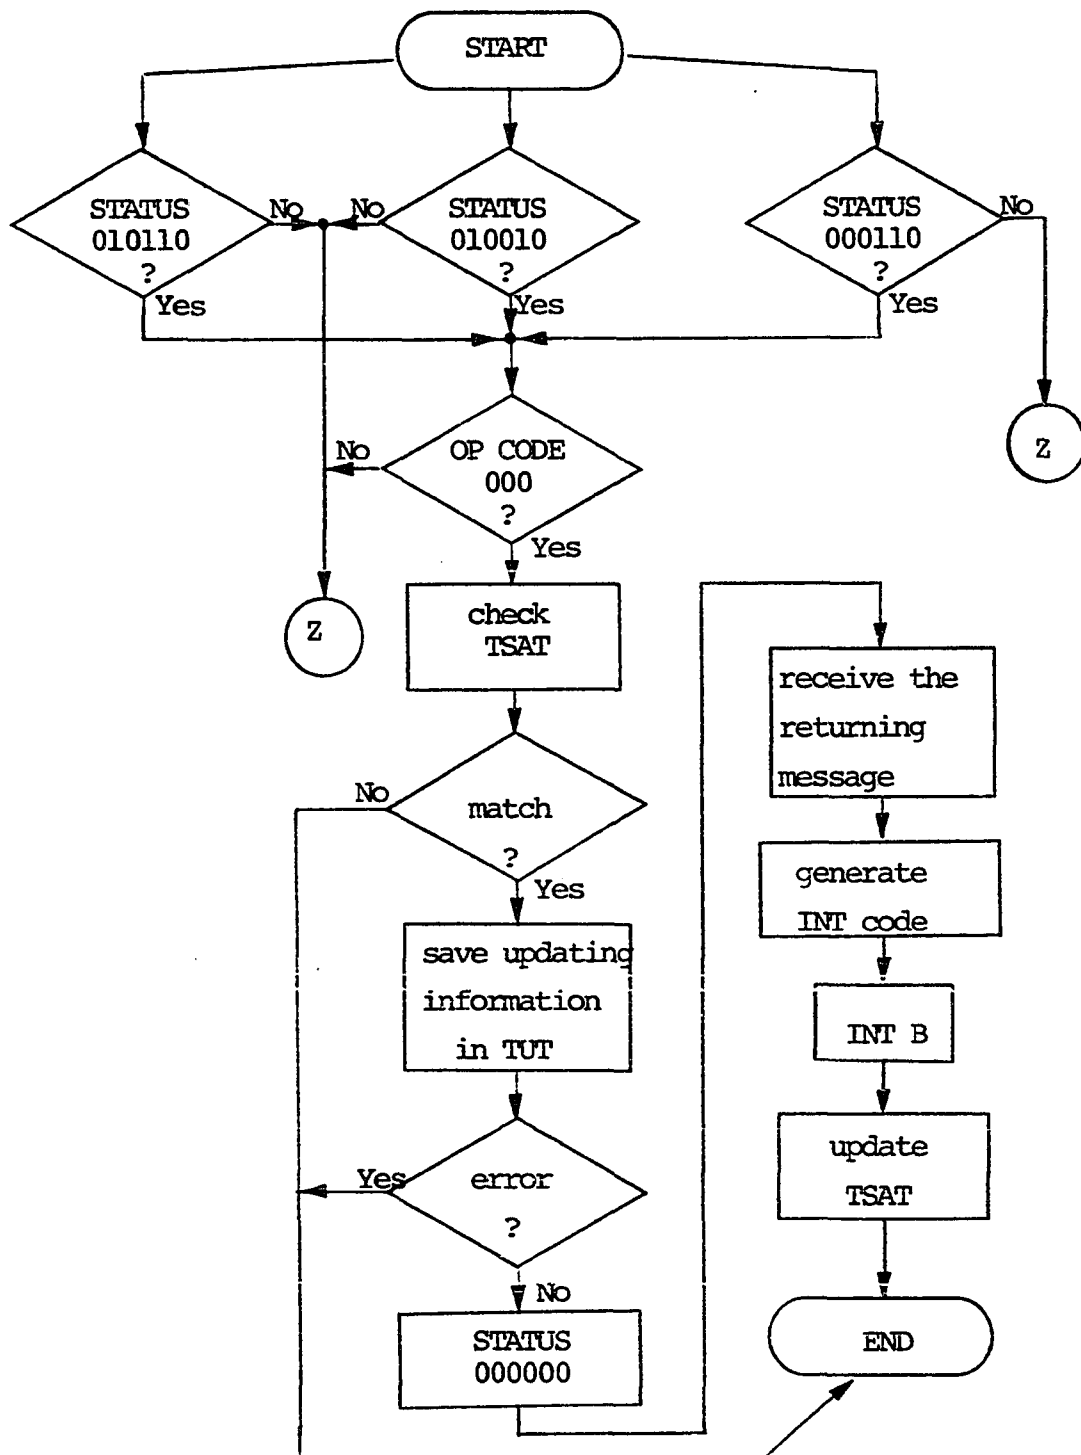 START
STATUS
010110
?
No
Yes
No
STATUS
010010
?
Yes
STATUS
000110
?
No
Yes
Z
No
OP CODE
000
?
Yes
Z
check
TSAT
No
match
?
Yes
save updating
information
in TUT
Yes
error
?
No
STATUS
000000
receive the
returning
message
generate
INT code
INT B
update
TSAT
END